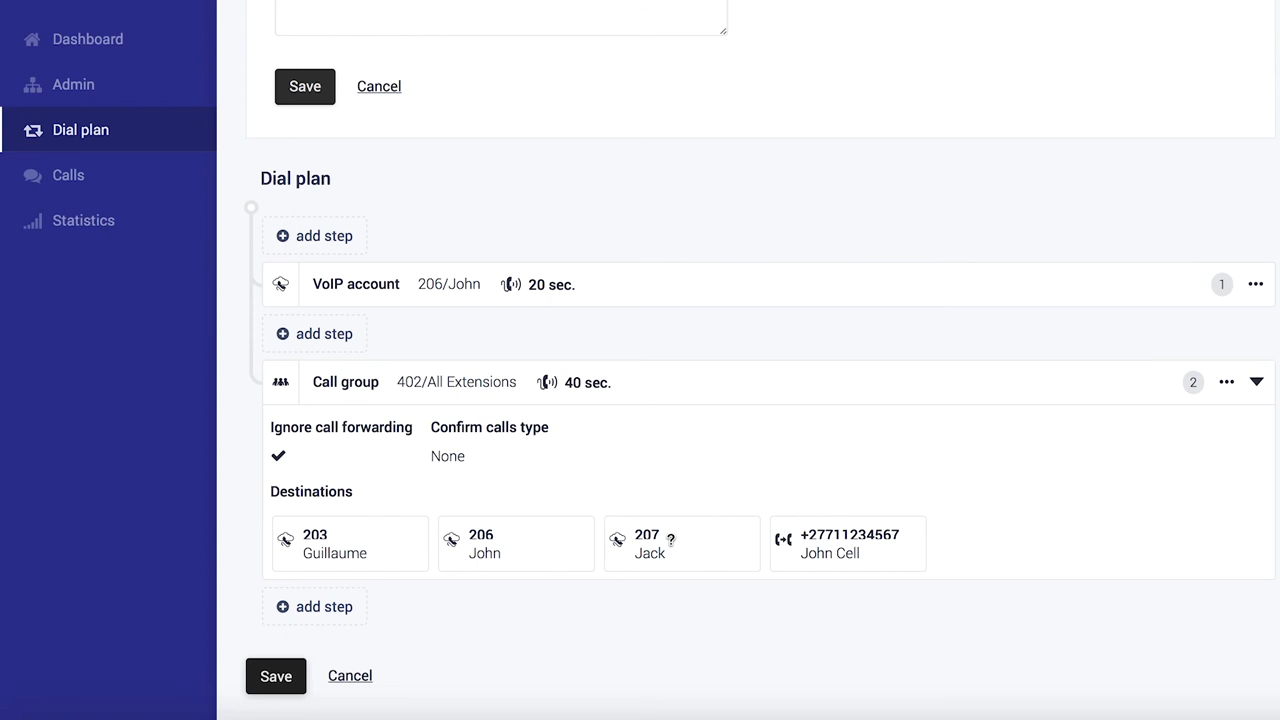 Dashboard
Admin
Dial plan
Calls
Statistics
Save Cancel
Dial plan
add step
VoIP account 206/John 20 sec. 1
add step
Call group 402/All Extensions 40 sec. 2
Ignore call forwarding Confirm calls type
None
Destinations
203 206 207 ? +27711234567
Guillaume John Jack John Cell
add step
Save Cancel